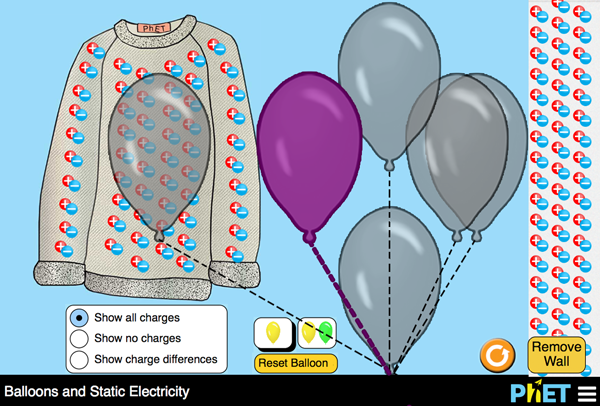 PhET
Show all charges
Show no charges
Show charge differences
Reset Balloon
Remove
Wall
Balloons and Static Electricity
PhET